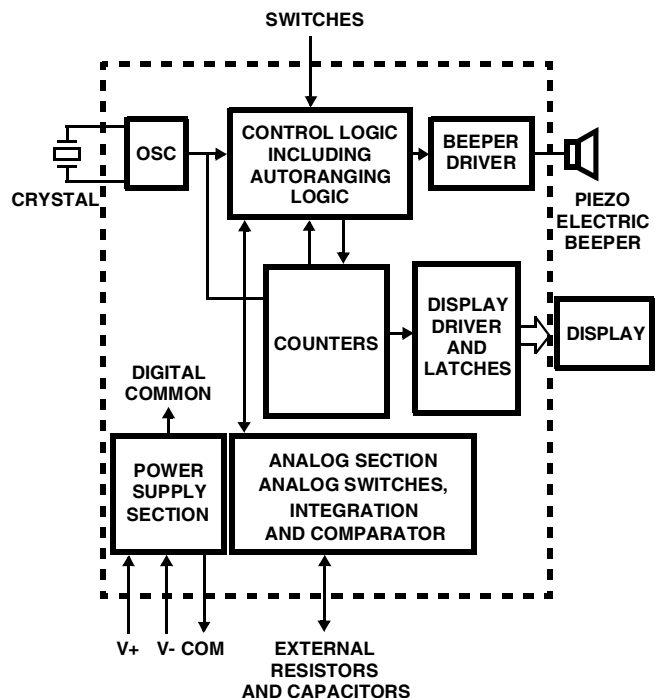 SWITCHES
OSC
CONTROL LOGIC
INCLUDING
AUTORANGING
LOGIC
BEEPER
DRIVER
CRYSTAL
PIEZO
ELECTRIC
BEEPER
COUNTERS
DISPLAY
DRIVER
AND
LATCHES
DISPLAY
DIGITAL
COMMON
POWER
SUPPLY
SECTION
ANALOG SECTION
ANALOG SWITCHES,
INTEGRATION
AND COMPARATOR
V+
V- COM
EXTERNAL
RESISTORS
AND CAPACITORS